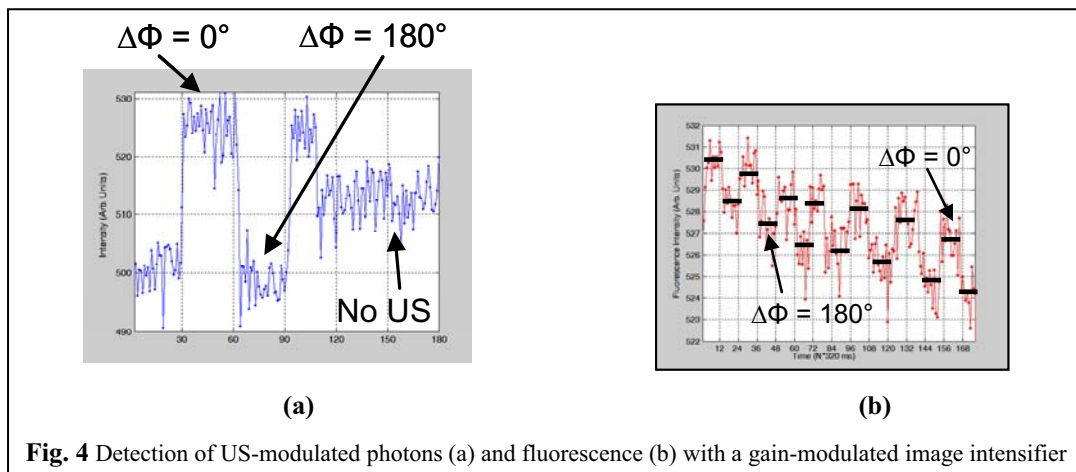 ΔΦ = 0°
ΔΦ = 180°
Intensity (Arb. Units)
530
520
510
500
490
30
60
90
120
150
180
No US
(a)
Fluorescence Intensity (Arb. Units)
532
531
530
529
528
527
526
525
524
523
522
12 24 36 48 60 72 84 96 108 120 132 144 156 168
Time (N*320 ms)
ΔΦ = 0°
ΔΦ = 180°
(b)
Fig. 4 Detection of US-modulated photons (a) and fluorescence (b) with a gain-modulated image intensifier